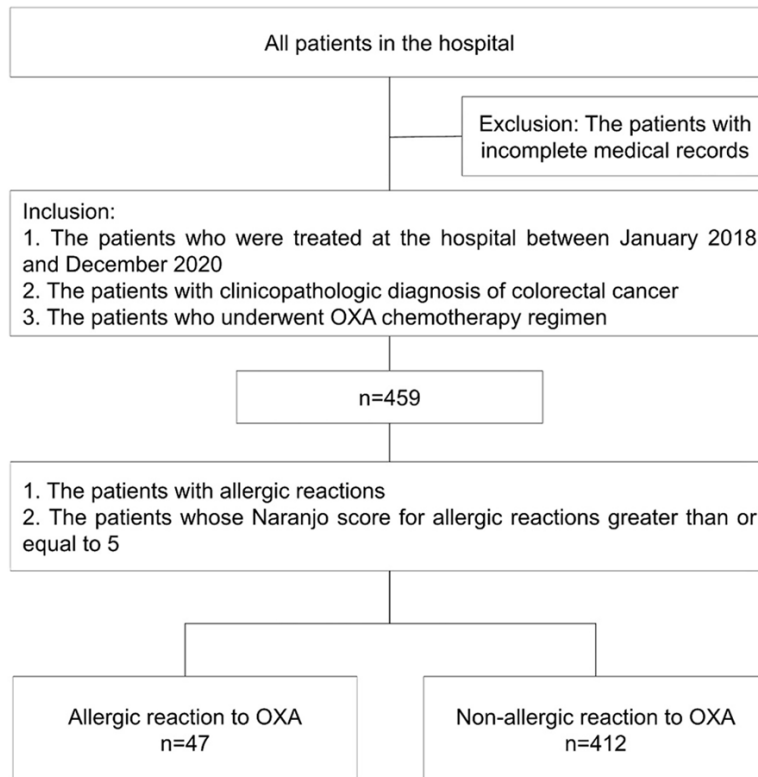 All patients in the hospital
Exclusion: The patients with
incomplete medical records
Inclusion:
1. The patients who were treated at the hospital between January 2018
and December 2020
2. The patients with clinicopathologic diagnosis of colorectal cancer
3. The patients who underwent OXA chemotherapy regimen
n=459
1. The patients with allergic reactions
2. The patients whose Naranjo score for allergic reactions greater than or
equal to 5
Allergic reaction to OXA
n=47
Non-allergic reaction to OXA
n=412